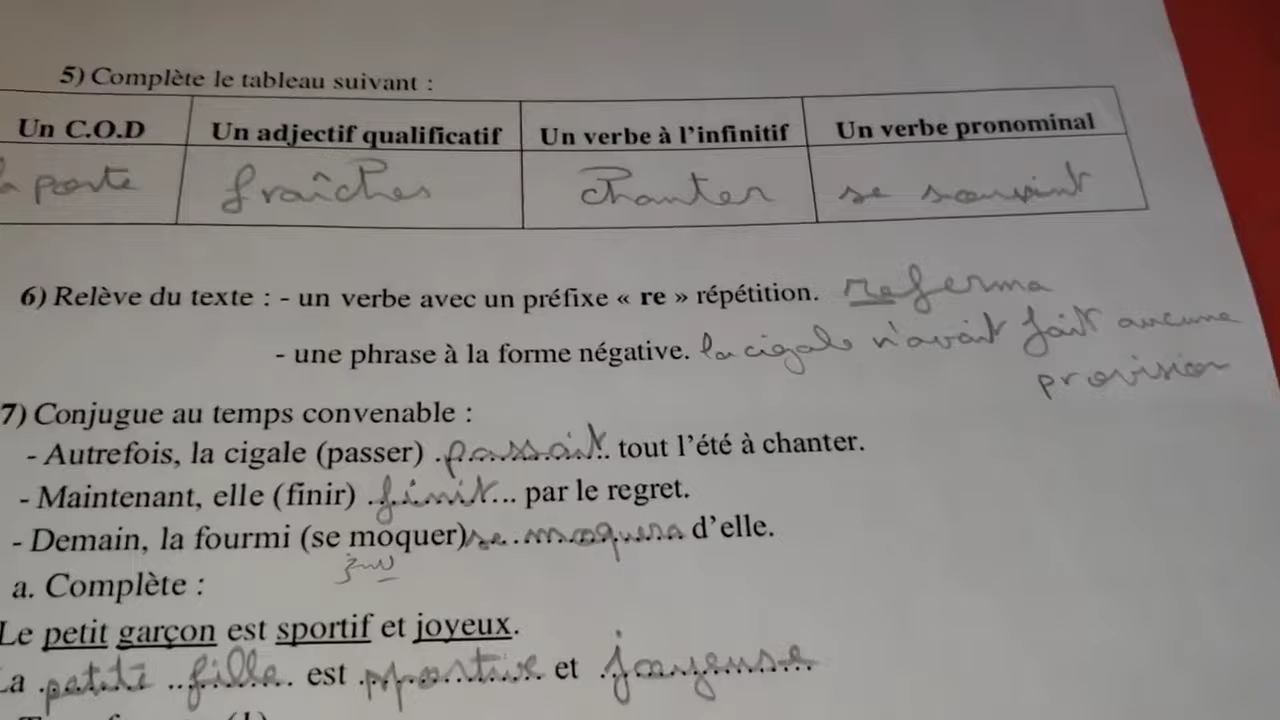 5) Complète le tableau suivant :
Un C.O.D Un adjectif qualificatif Un verbe à l'infinitif Un verbe pronominal
porte fraîches chanter se souvint
6) Relève du texte : - un verbe avec un préfixe « re » répétition. referma
- une phrase à la forme négative. la cigale n'avait fait aucune
provision
7) Conjugue au temps convenable :
- Autrefois, la cigale (passer) passait tout l'été à chanter.
- Maintenant, elle (finir) finit par le regret.
- Demain, la fourmi (se moquer) se moquera d'elle.
a. Complète :
Le petit garçon est sportif et joyeux.
La petite fille est sportive et joyeuse